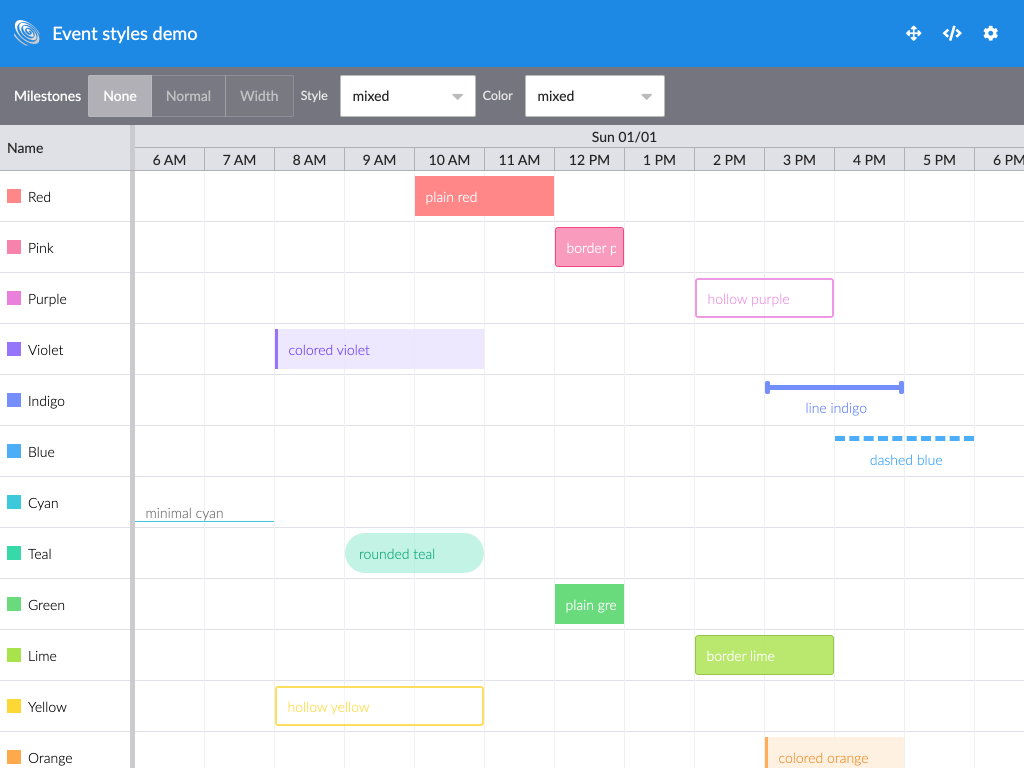 Event styles demo
Milestones None Normal Width Style mixed Color mixed
Name
Sun 01/01
6 AM 7 AM 8 AM 9 AM 10 AM 11 AM 12 PM 1 PM 2 PM 3 PM 4 PM 5 PM 6 PM
Red plain red
Pink border p
Purple hollow purple
Violet colored violet
Indigo line indigo
Blue dashed blue
Cyan minimal cyan
Teal rounded teal
Green plain gre
Lime border lime
Yellow hollow yellow
Orange colored orange